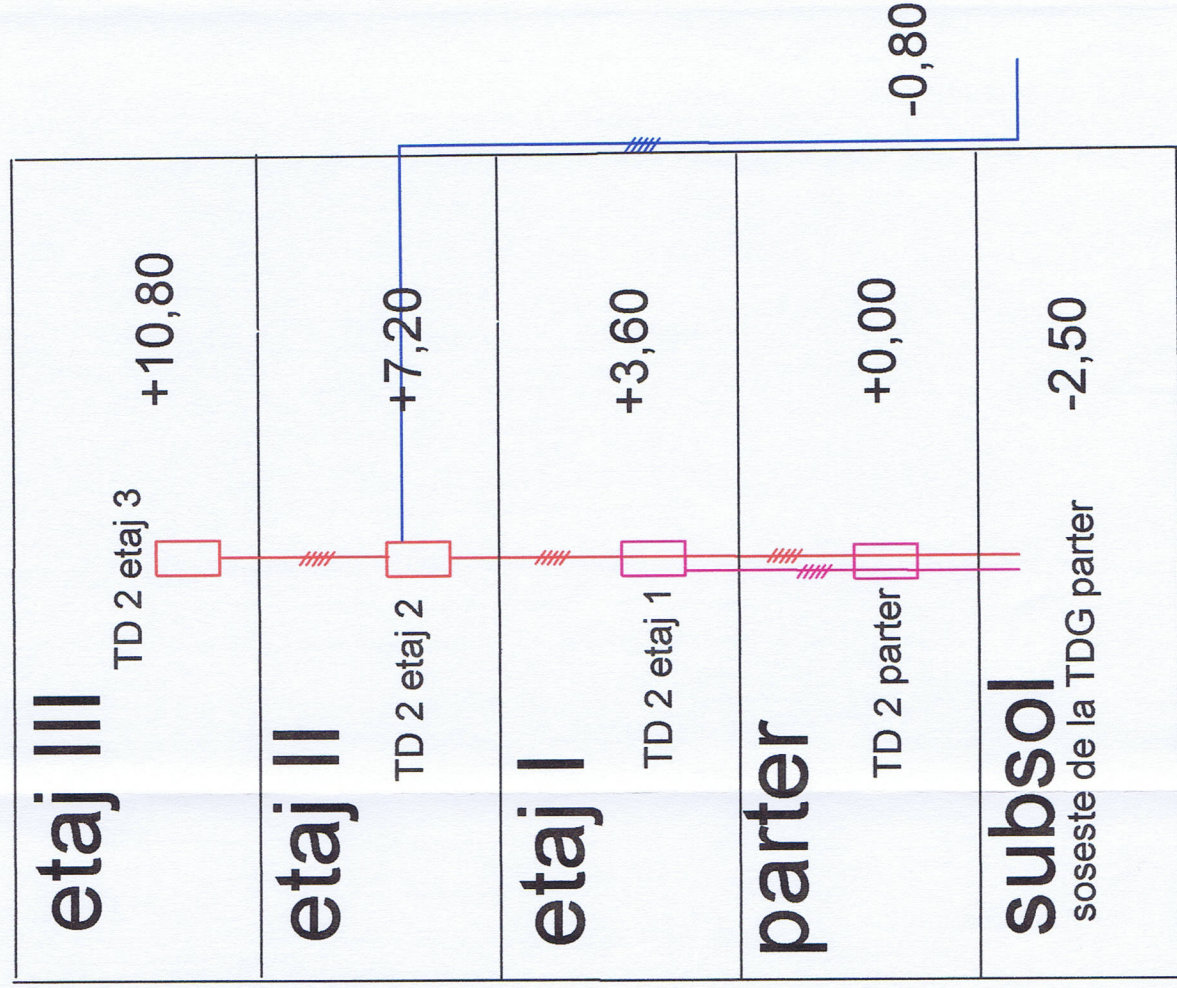 etaj III
TD 2 etaj 3
+10,80
etaj II
TD 2 etaj 2
+7,20
etaj I
TD 2 etaj 1
+3,60
parter
TD 2 parter
+0,00
-0,80
subsol
soseste de la TDG parter
-2,50